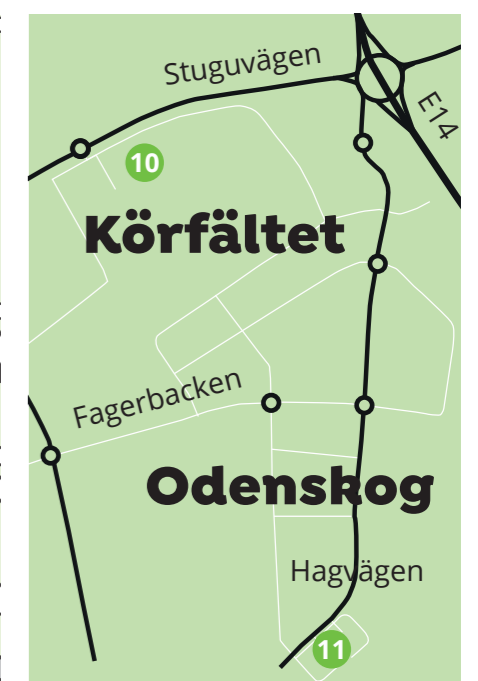 Stuguvägen
E14
10
Körfältet
Fagerbacken
Odenskog
Hagvägen
11